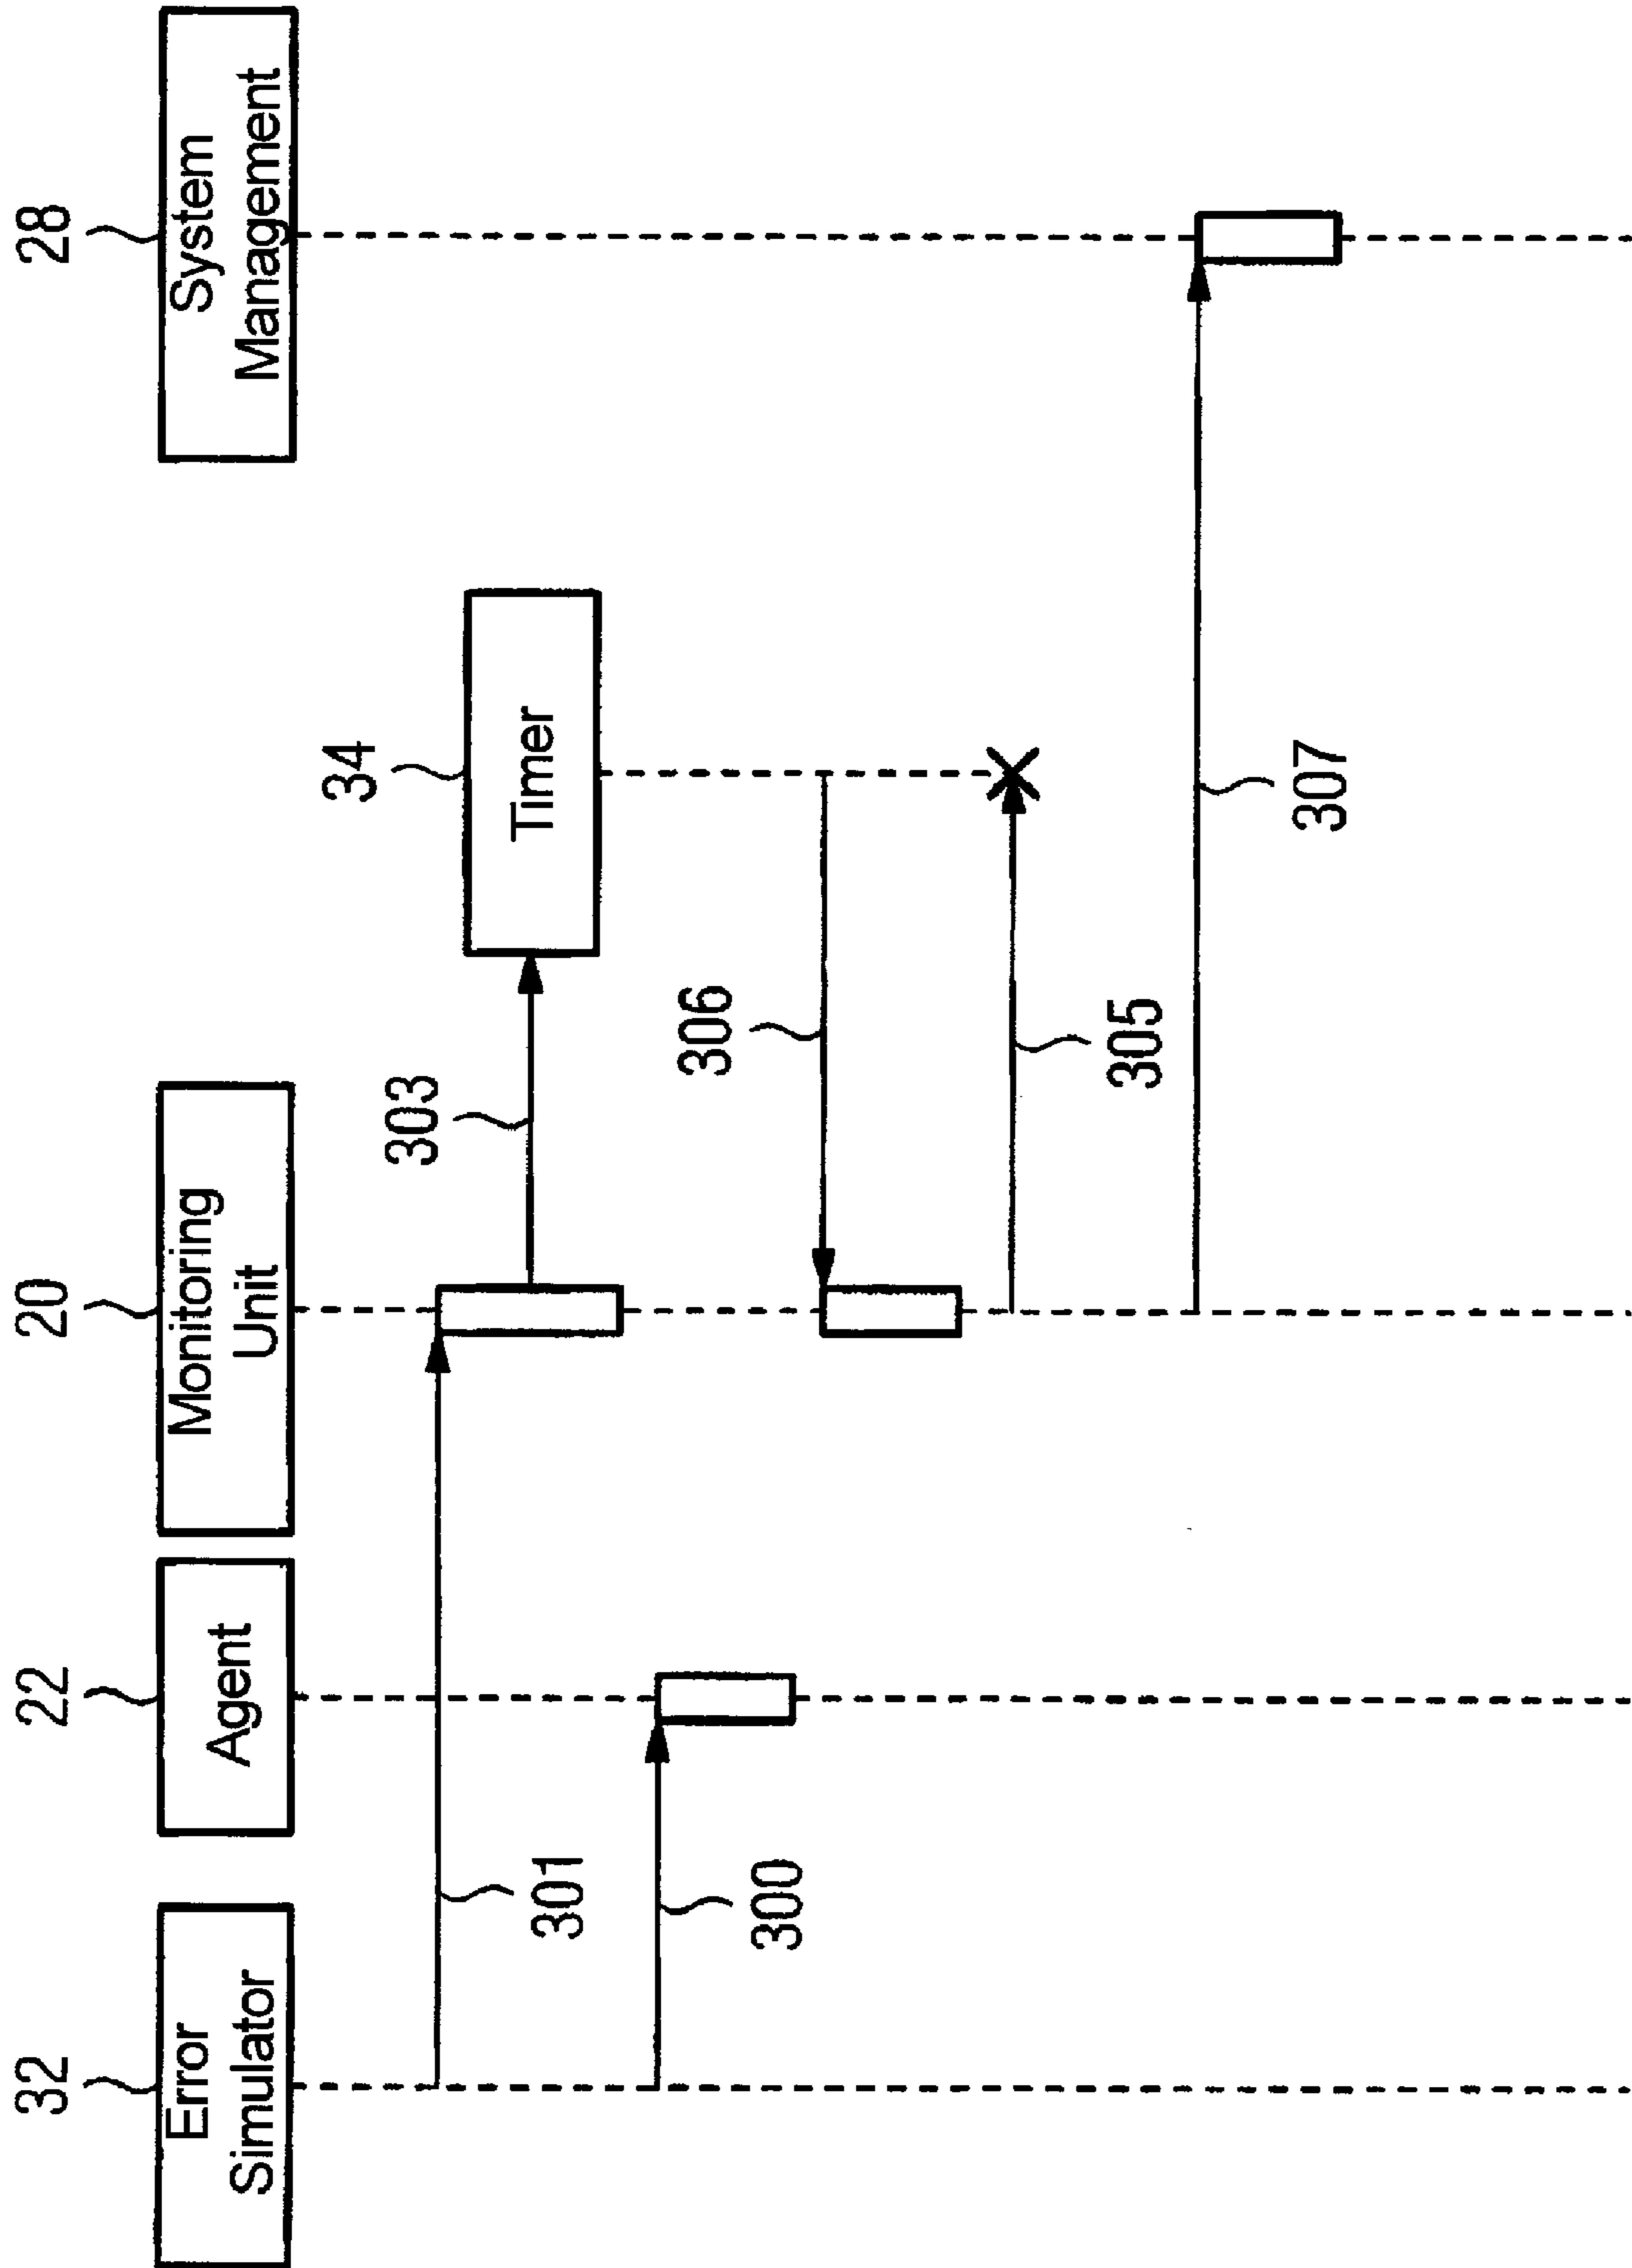 32
22
20
34
28
Error
Simulator
Agent
Monitoring
Unit
Timer
System
Management
301
303
300
306
305
307